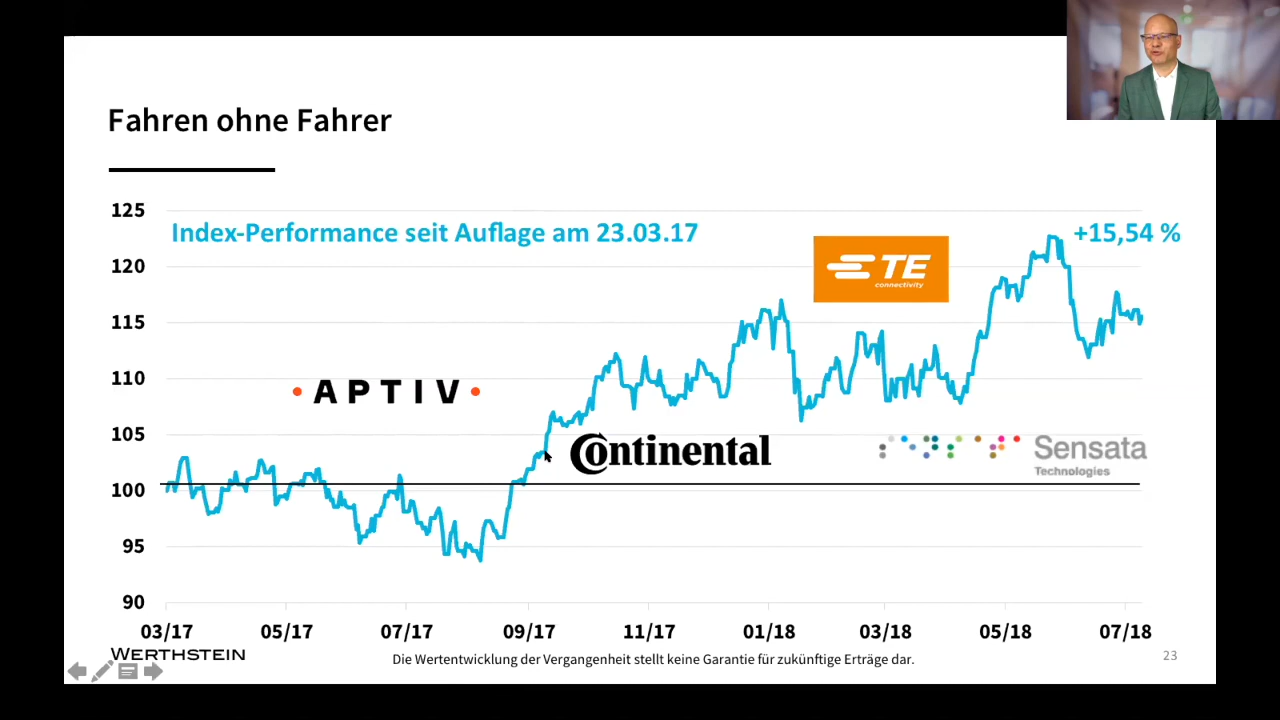 Fahren ohne Fahrer
125
Index-Performance seit Auflage am 23.03.17
+15,54 %
TE
connectivity
120
115
110
APTIV
105
Continental
Sensata
Technologies
100
95
90
03/17 05/17 07/17 09/17 11/17 01/18 03/18 05/18 07/18
WERTHSTEIN
Die Wertentwicklung der Vergangenheit stellt keine Garantie für zukünftige Erträge dar.
23